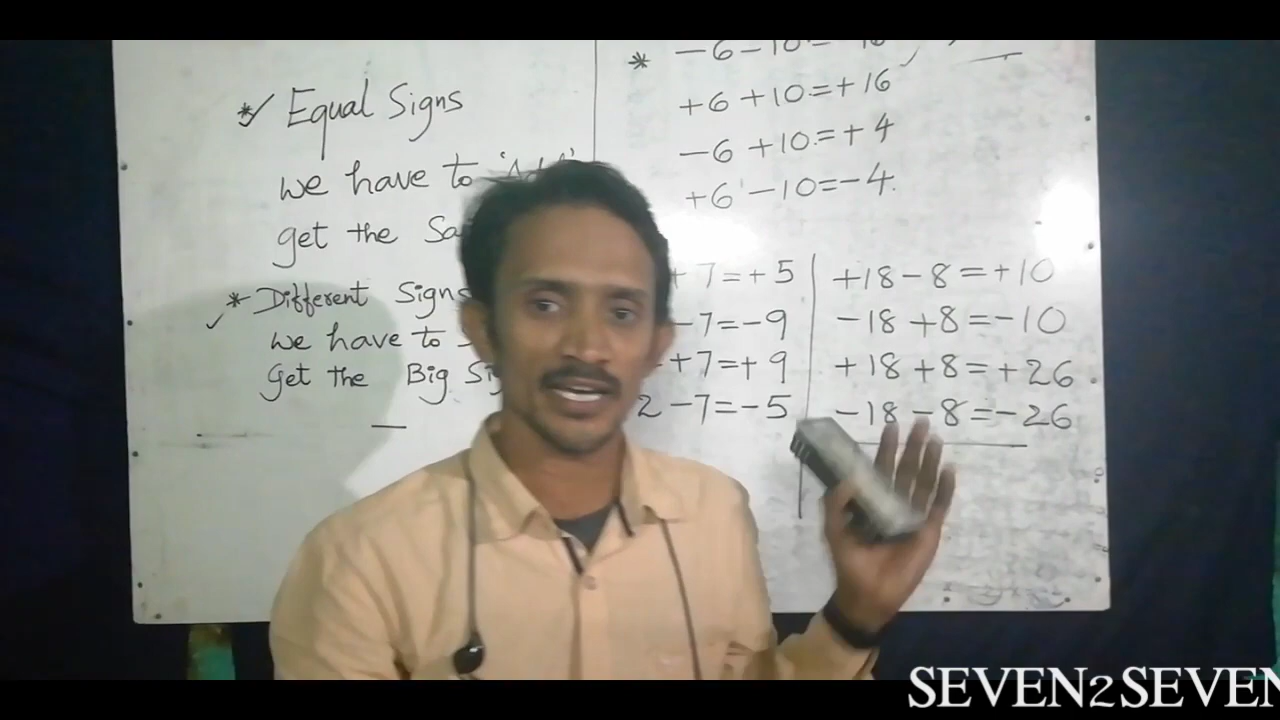 *✓ Equal Signs
we have to
get the
* Different Signs
✓ we have to
Get the Big
* -6-10=
+6+10=+16 ✓
-6+10=+4
+6-10=-4.
+7=+5
-7=-9
+7=+9
2-7=-5
+18-8=+10
-18+8=-10
+18+8=+26
-18-8=-26
SEVEN2SEVEN